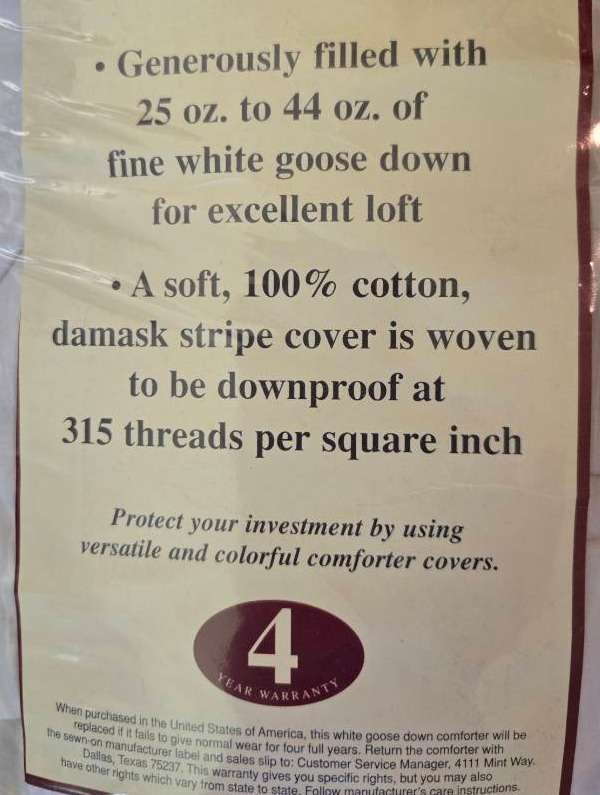 • Generously filled with
25 oz. to 44 oz. of
fine white goose down
for excellent loft
• A soft, 100% cotton,
damask stripe cover is woven
to be downproof at
315 threads per square inch
Protect your investment by using
versatile and colorful comforter covers.
4
YEAR WARRANTY
When purchased in the United States of America, this white goose down comforter will be
replaced if it fails to give normal wear for four full years. Return the comforter with
the sewn-on manufacturer label and sales slip to: Customer Service Manager, 4111 Mint Way,
Dallas, Texas 75237. This warranty gives you specific rights, but you may also
have other rights which vary from state to state. Follow manufacturer's care instructions.